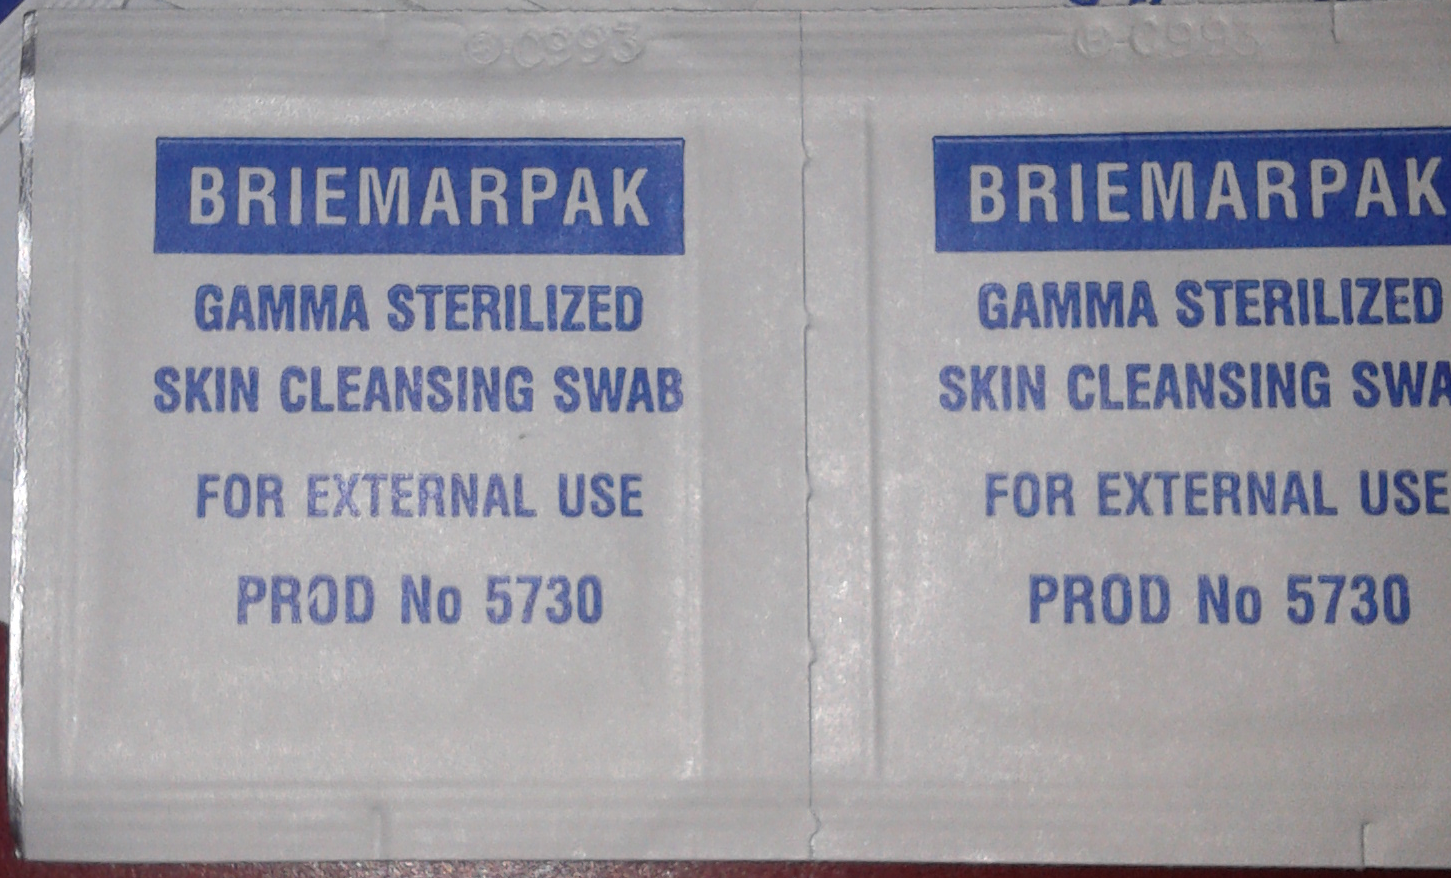 BRIEMARPAK
GAMMA STERILIZED
SKIN CLEANSING SWAB
FOR EXTERNAL USE
PROD No 5730
BRIEMARPAK
GAMMA STERILIZED
SKIN CLEANSING SWA
FOR EXTERNAL USE
PROD No 5730